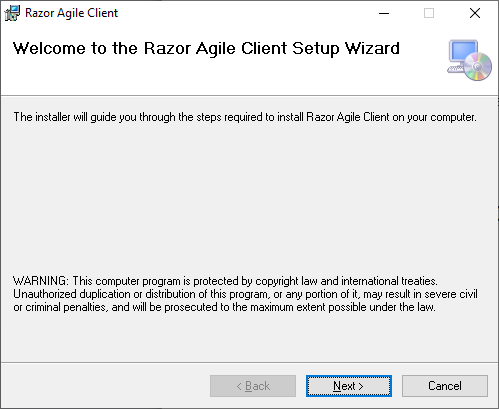 Razor Agile Client
Welcome to the Razor Agile Client Setup Wizard
The installer will guide you through the steps required to install Razor Agile Client on your computer.
WARNING: This computer program is protected by copyright law and international treaties.
Unauthorized duplication or distribution of this program, or any portion of it, may result in severe civil
or criminal penalties, and will be prosecuted to the maximum extent possible under the law.
< Back
Next >
Cancel